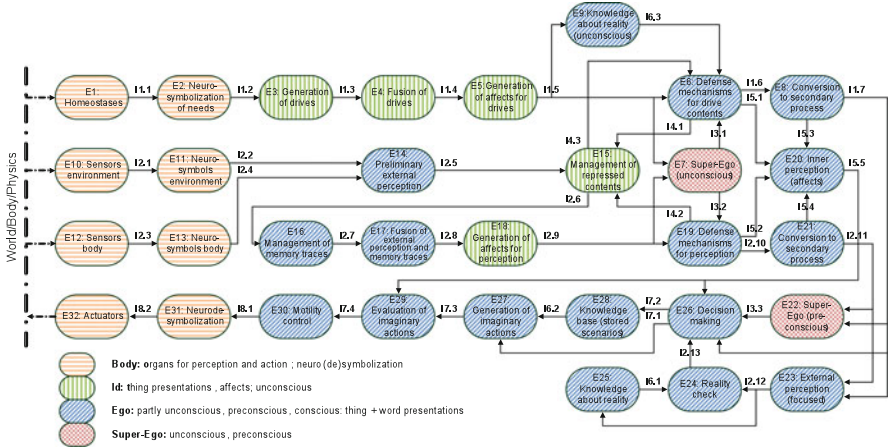 E9:Knowledge
about reality
(unconscious)
I6.3
E1:
Homeostases
I1.1
E2: Neuro-
symbolization
of needs
I1.2
E3: Generation
of drives
I1.3
E4: Fusion of
drives
I1.4
E5:Generation
of affects for
drives
I1.5
E6: Defense
mechanisms
for drive
contents
I1.6
I5.1
E8: Conversion
to secondary
process
I1.7
I4.3
I4.1
I3.1
I5.3
E10: Sensors
environment
I2.1
E11: Neuro-
symbols
environment
I2.2
I2.4
E14:
Preliminary
external
perception
I2.5
E15:
Management of
repressed
contents
E7: Super-Ego
(unconscious)
E20: Inner
perception
(affects)
I5.5
I2.6
I4.2
I3.2
I5.4
E12: Sensors
body
I2.3
E13: Neuro-
symbols body
E16:
Management of
memory traces
I2.7
E17: Fusion of
external
perception and
memory traces
I2.8
E18:
Generation of
affects for
perception
I2.9
E19: Defense
mechanisms
for perception
I5.2
I2.10
E21:
Conversion to
secondary
process
I2.11
World/Body/Physics
E32: Actuators
I8.2
E31: Neurode-
symbolization
I8.1
E30: Motility
control
I7.4
E29:
Evaluation of
imaginary
actions
I7.3
E27:
Generation of
imaginary
actions
I6.2
E28:
Knowledge
base (stored
scenarios)
I7.2
I7.1
E26: Decision
making
I3.3
E22: Super-
Ego (pre-
conscious)
I2.13
E25:
Knowledge
about reality
I6.1
E24: Reality
check
I2.12
E23: External
perception
(focused)
Body: organs for perception and action ; neuro (de)symbolization
Id: thing presentations , affects; unconscious
Ego: partly unconscious, preconscious, conscious: thing + word presentations
Super-Ego: unconscious, preconscious